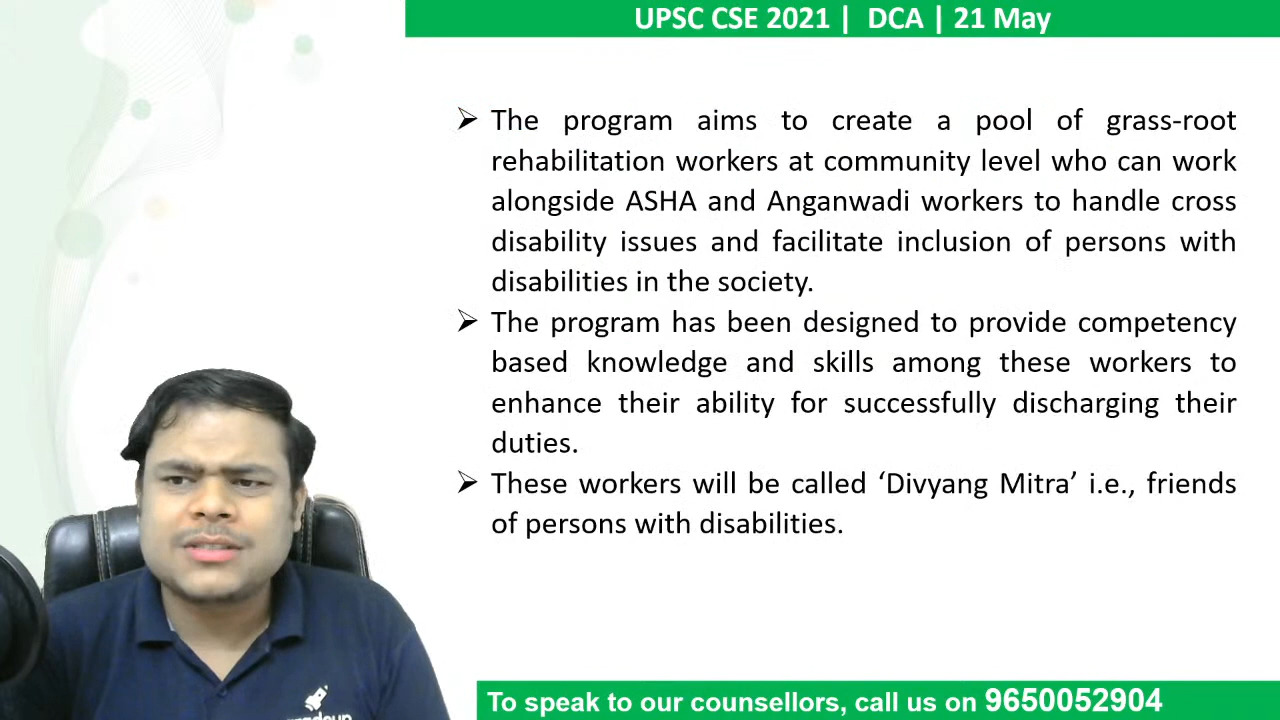 UPSC CSE 2021 | DCA | 21 May
➢ The program aims to create a pool of grass-root
rehabilitation workers at community level who can work
alongside ASHA and Anganwadi workers to handle cross
disability issues and facilitate inclusion of persons with
disabilities in the society.
➢ The program has been designed to provide competency
based knowledge and skills among these workers to
enhance their ability for successfully discharging their
duties.
➢ These workers will be called ‘Divyang Mitra’ i.e., friends
of persons with disabilities.
To speak to our counsellors, call us on 9650052904